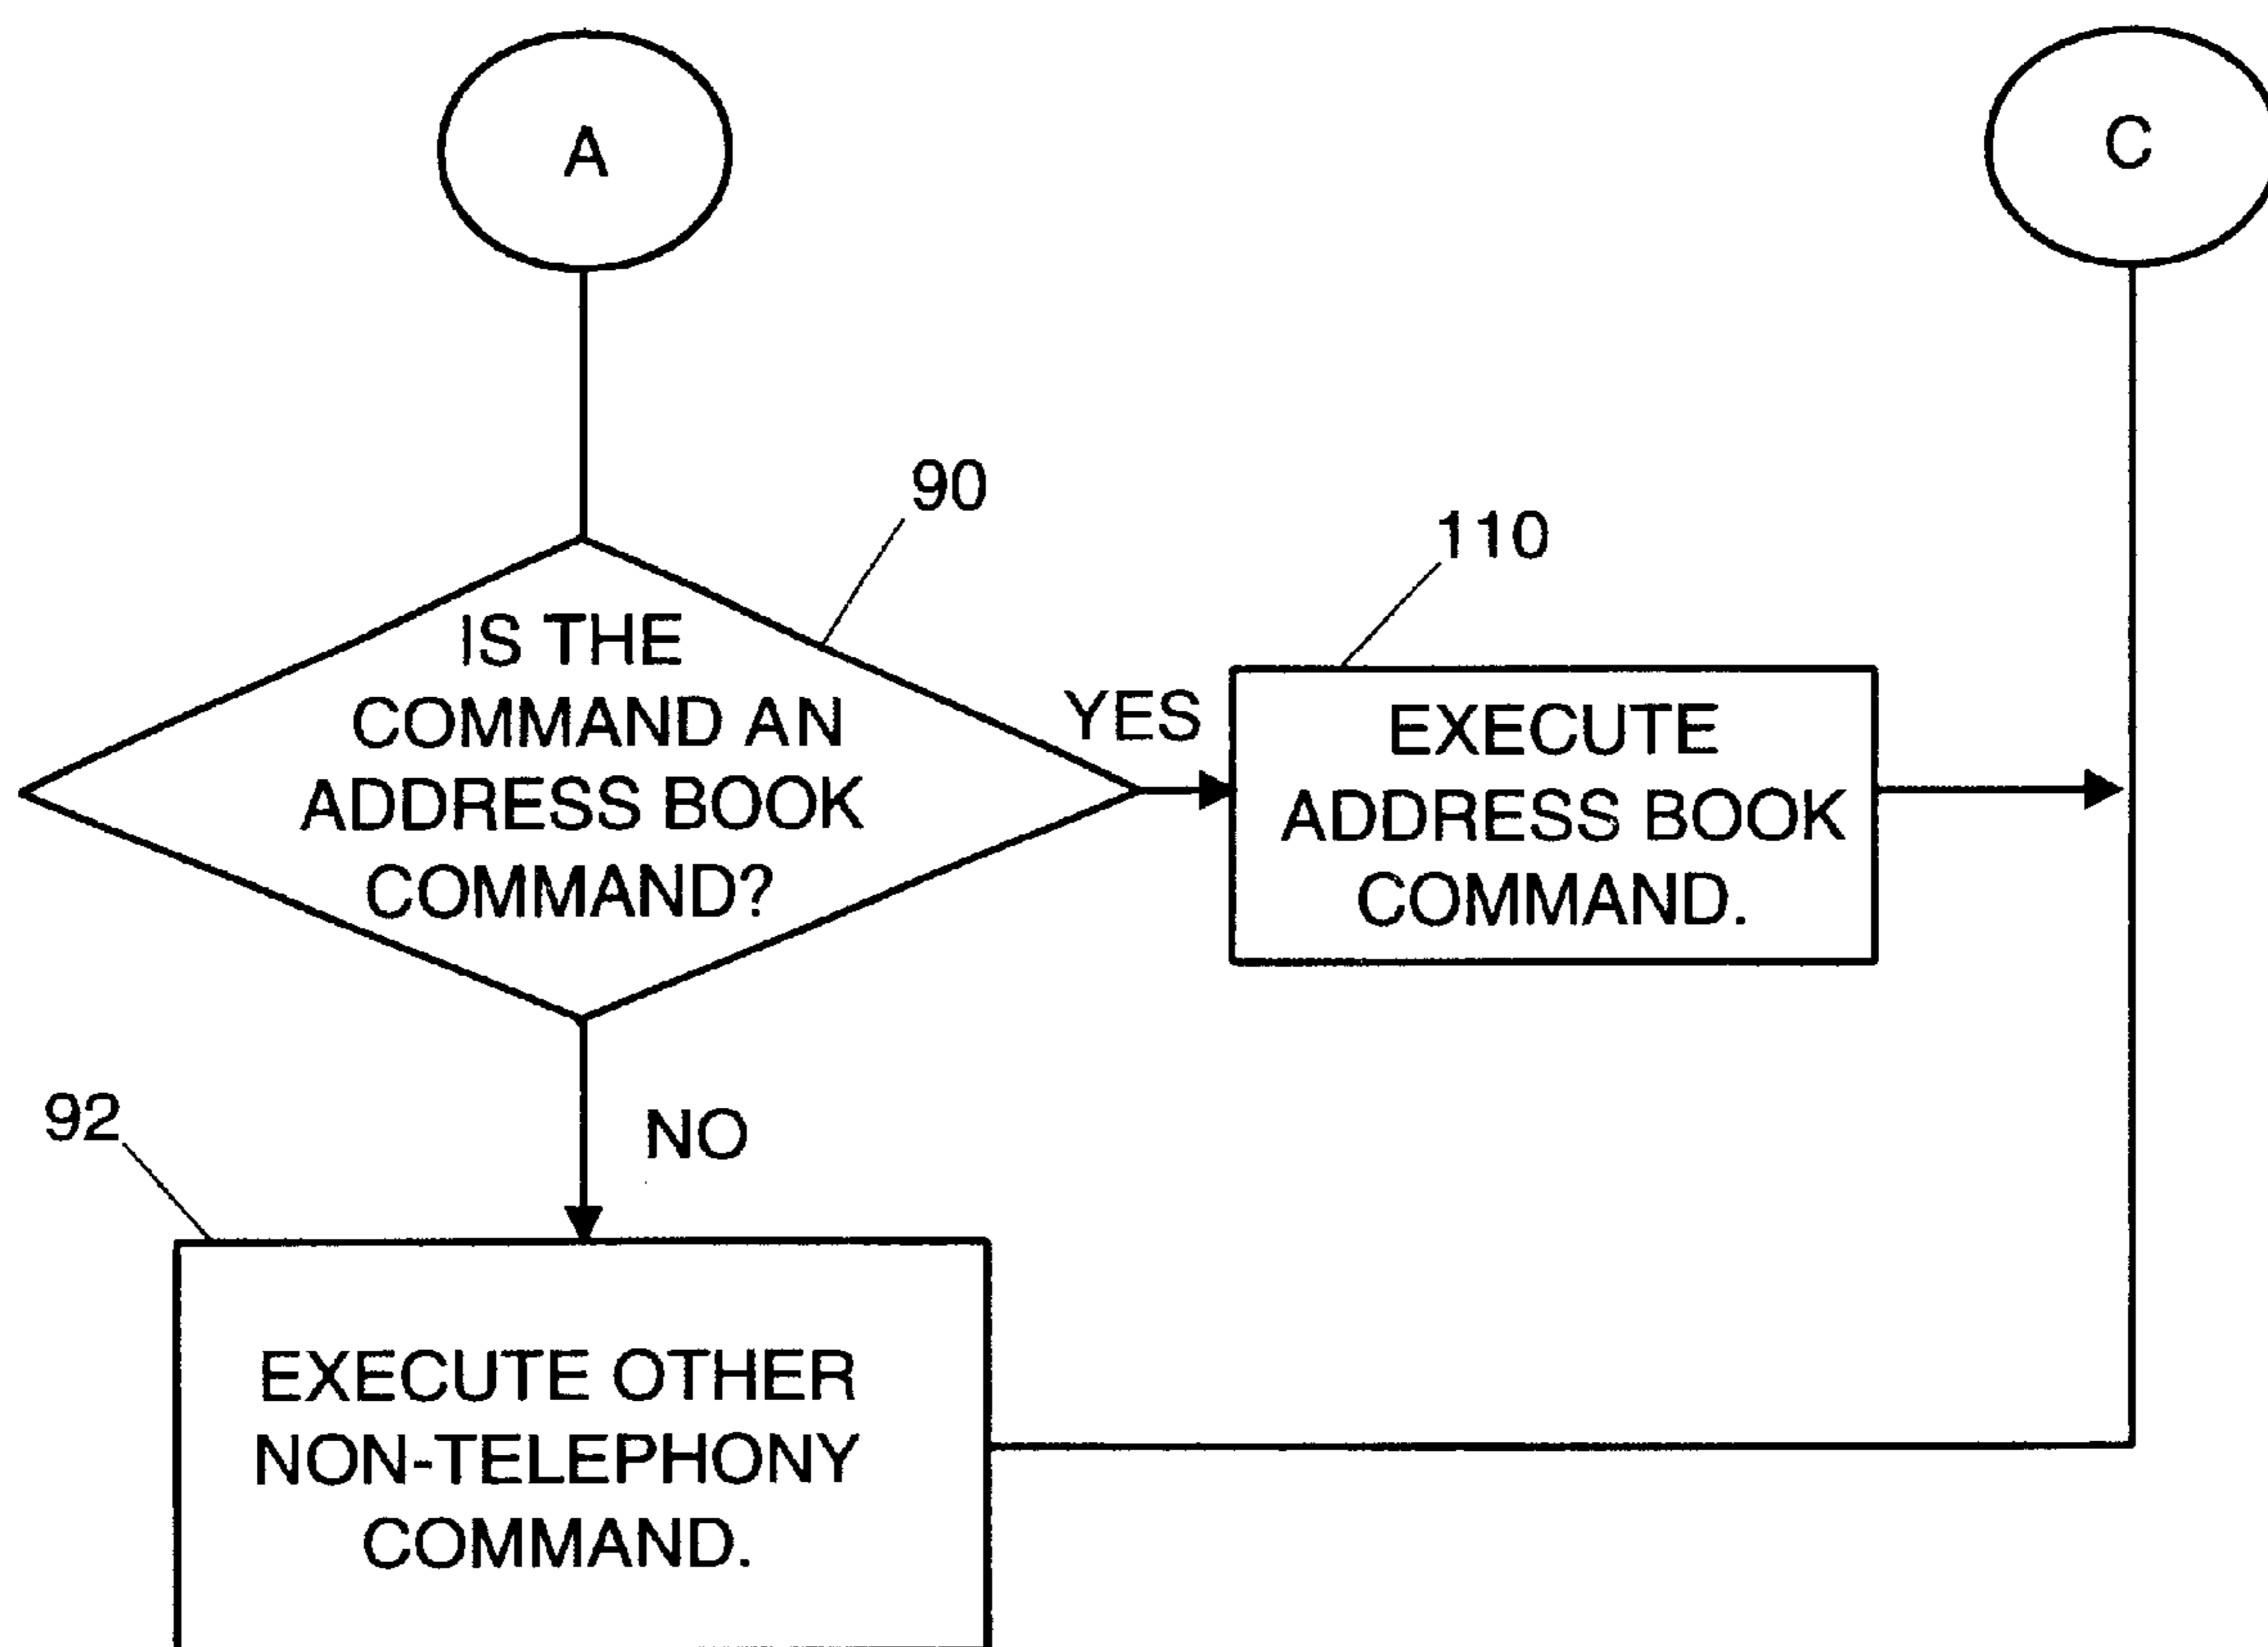 A
C
90
110
IS THE
COMMAND AN
ADDRESS BOOK
COMMAND?
YES
EXECUTE
ADDRESS BOOK
COMMAND.
92
NO
EXECUTE OTHER
NON-TELEPHONY
COMMAND.